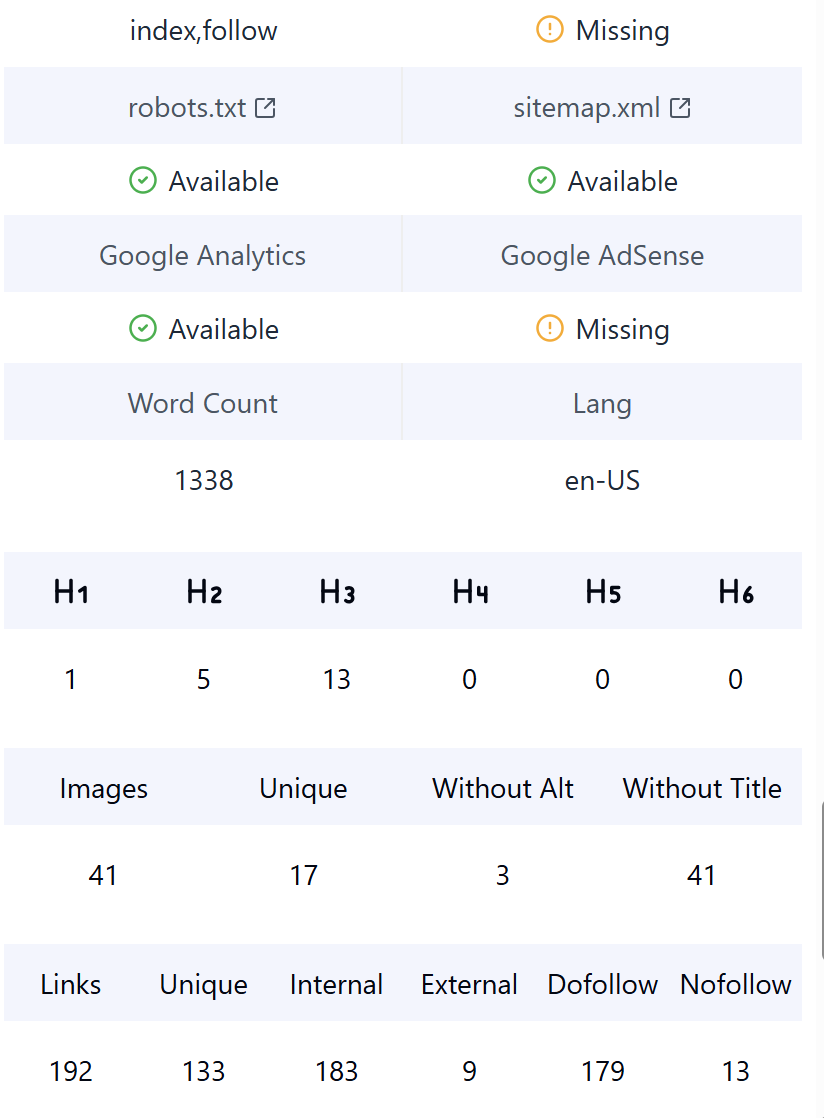 index,follow Missing
robots.txt sitemap.xml
Available Available
Google Analytics Google AdSense
Available Missing
Word Count Lang
1338 en-US
H1 H2 H3 H4 H5 H6
1 5 13 0 0 0
Images Unique Without Alt Without Title
41 17 3 41
Links Unique Internal External Dofollow Nofollow
192 133 183 9 179 13